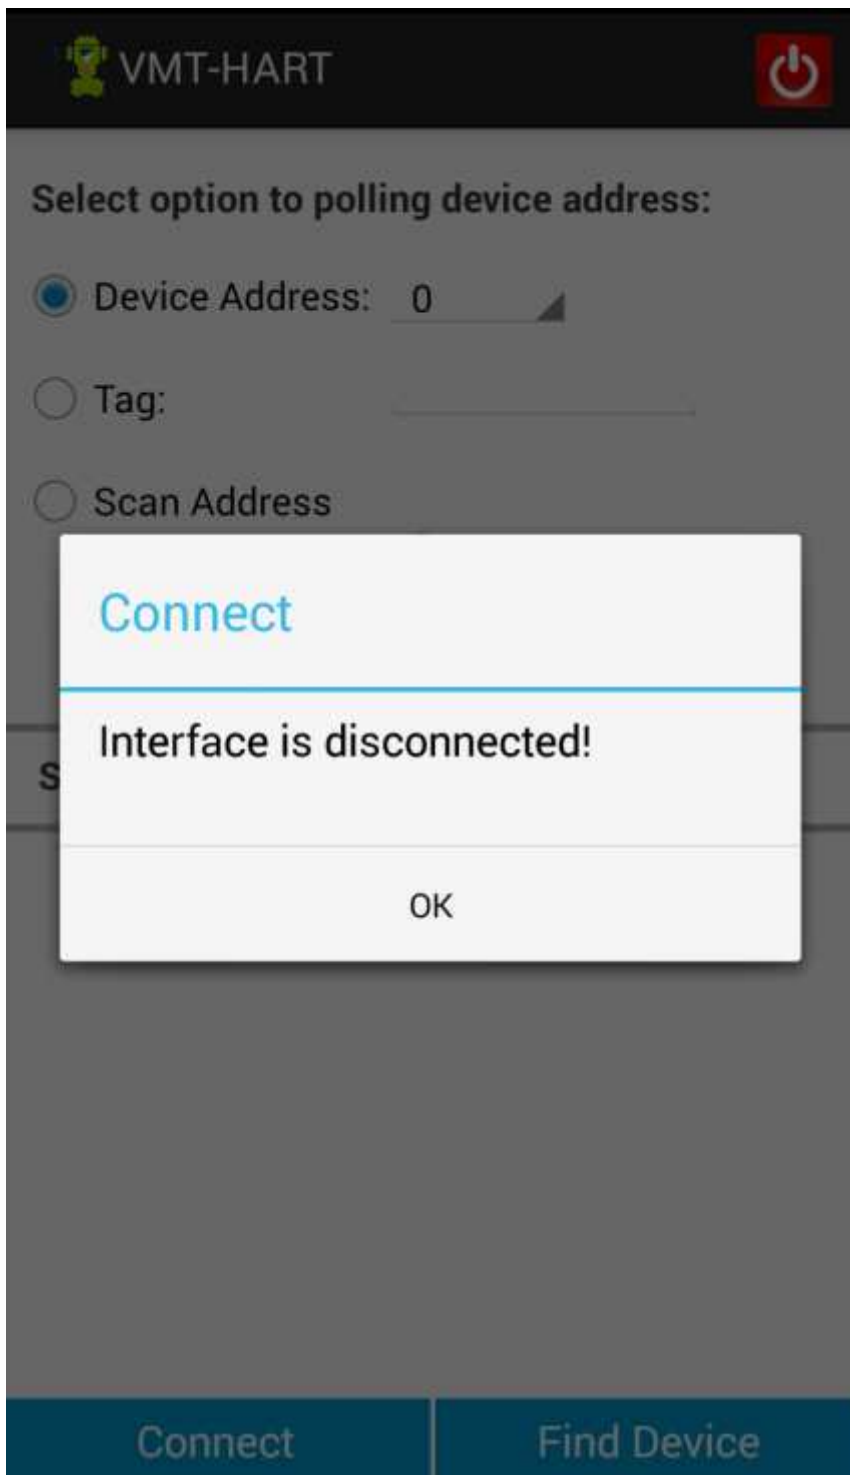 VMT-HART
Select option to polling device address:
Device Address: 0
Tag:
Scan Address
Connect
Interface is disconnected!
S
OK
Connect
Find Device